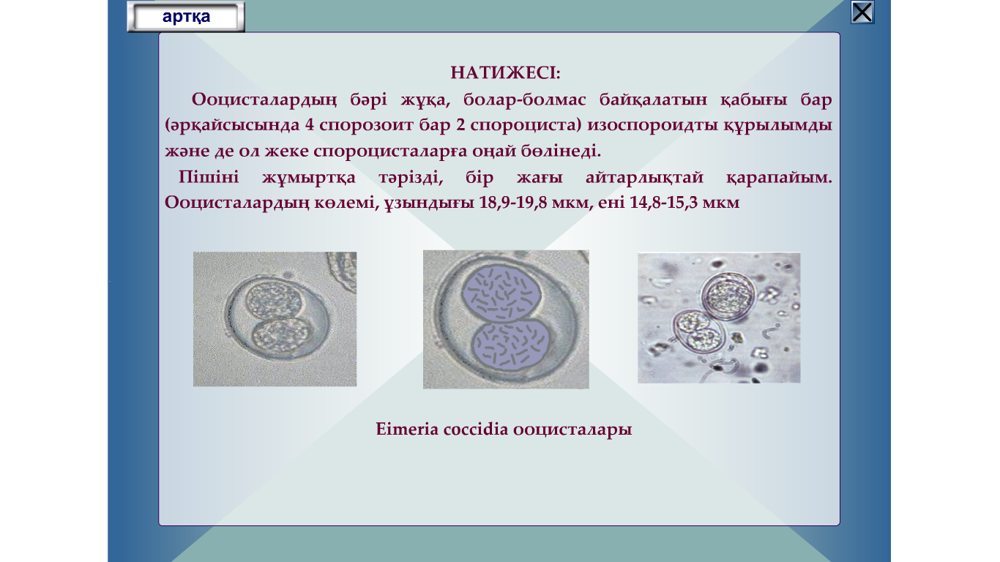 артқа
НАТИЖЕСІ:
Ооцисталардың бәрі жұқа, болар-болмас байқалатын қабығы бар
(әрқайсысында 4 спорозоит бар 2 спороциста) изоспороидты құрылымды
және де ол жеке спороцисталарға оңай бөлінеді.
Пішіні жұмыртқа тәрізді, бір жағы айтарлықтай қарапайым.
Ооцисталардың көлемі, ұзындығы 18,9-19,8 мкм, ені 14,8-15,3 мкм
Eimeria coccidia ооцисталары